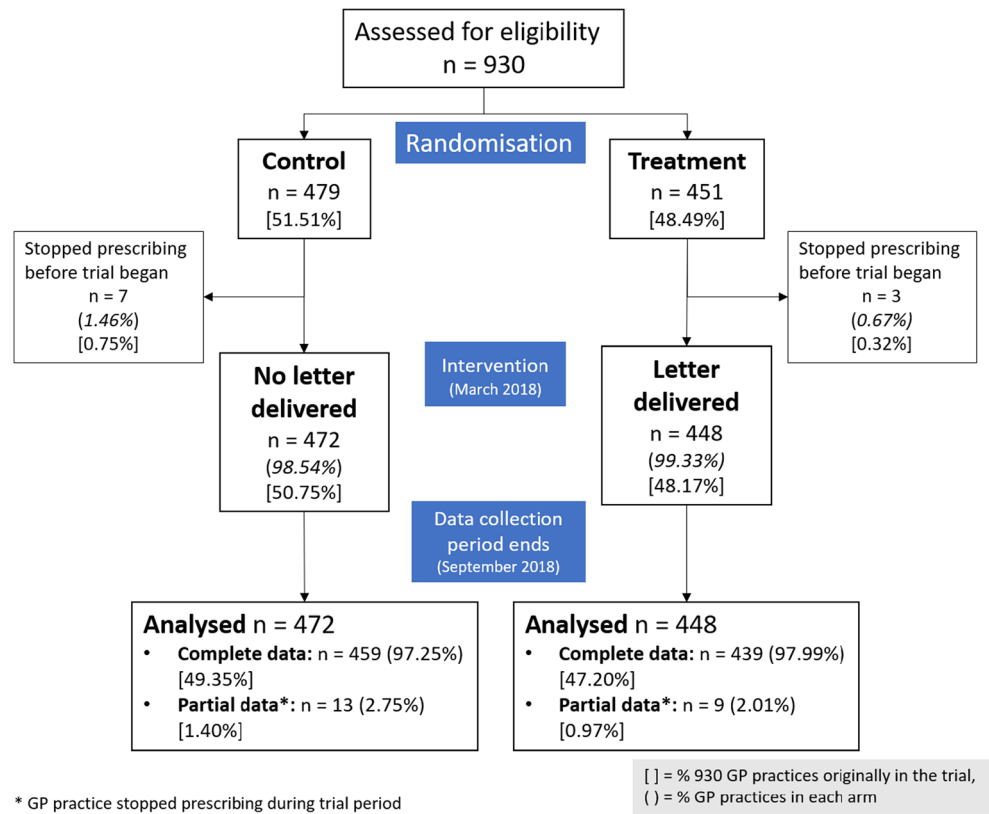 Assessed for eligibility
n = 930
Randomisation
Control
n = 479
[51.51%]
Treatment
n = 451
[48.49%]
Stopped prescribing
before trial began
n = 7
(1.46%)
[0.75%]
Stopped prescribing
before trial began
n = 3
(0.67%)
[0.32%]
No letter
delivered
n = 472
(98.54%)
[50.75%]
Intervention
(March 2018)
Letter
delivered
n = 448
(99.33%)
[48.17%]
Data collection
period ends
(September 2018)
Analysed n = 472
• Complete data: n = 459 (97.25%)
[49.35%]
• Partial data*: n = 13 (2.75%)
[1.40%]
Analysed n = 448
• Complete data: n = 439 (97.99%)
[47.20%]
• Partial data*: n = 9 (2.01%)
[0.97%]
[ ] = % 930 GP practices originally in the trial,
( ) = % GP practices in each arm
* GP practice stopped prescribing during trial period